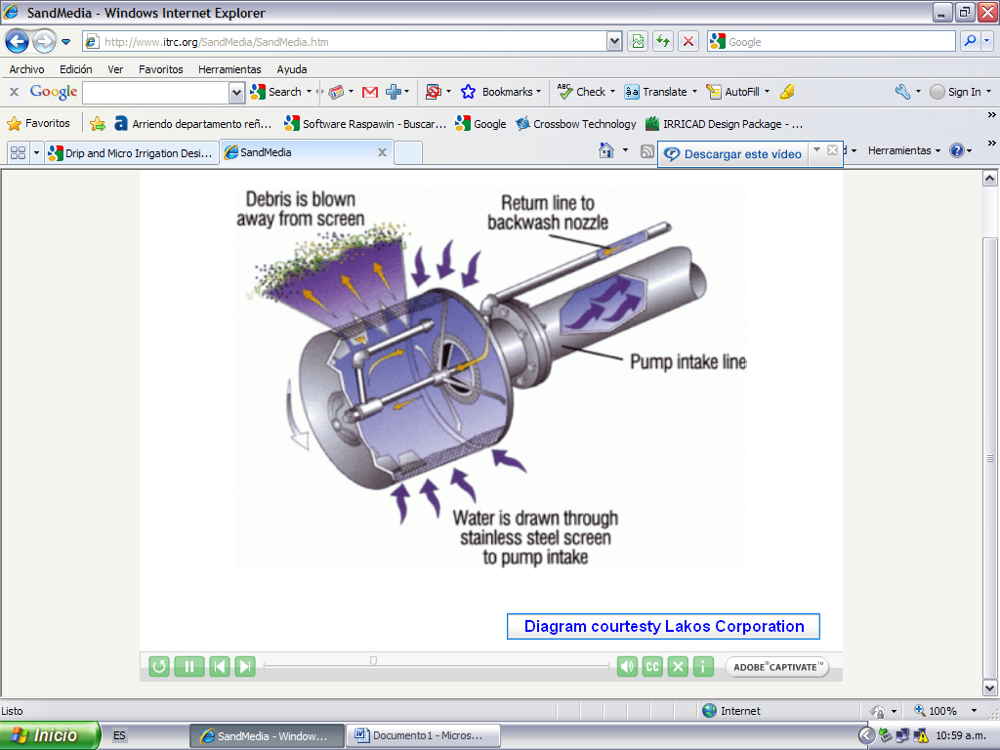 SandMedia - Windows Internet Explorer
http://www.itrc.org/SandMedia/SandMedia.htm
Google
Archivo Edición Ver Favoritos Herramientas Ayuda
x Google Search Bookmarks ABC Check Translate AutoFill Sign In
Favoritos Arriendo departamento reñ... Software Raspawin - Buscar... Google Crossbow Technology IRRICAD Design Package - ...
Drip and Micro Irrigation Desi... SandMedia Descargar este vídeo Herramientas
Debris is blown
away from screen
Return line to
backwash nozzle
Pump intake line
Water is drawn through
stainless steel screen
to pump intake
Diagram courtesty Lakos Corporation
CC ADOBE® CAPTIVATE™
Listo Internet 100%
Inicio ES SandMedia - Window... Documento1 - Micros... 10:59 a.m.